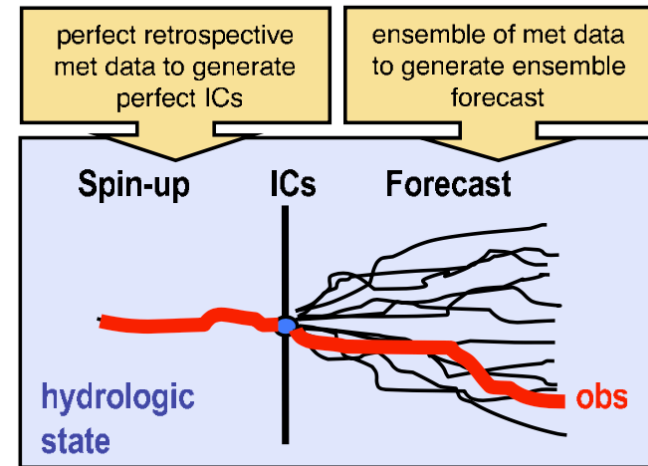 perfect retrospective
met data to generate
perfect ICs
ensemble of met data
to generate ensemble
forecast
Spin-up ICs Forecast
hydrologic
state
obs